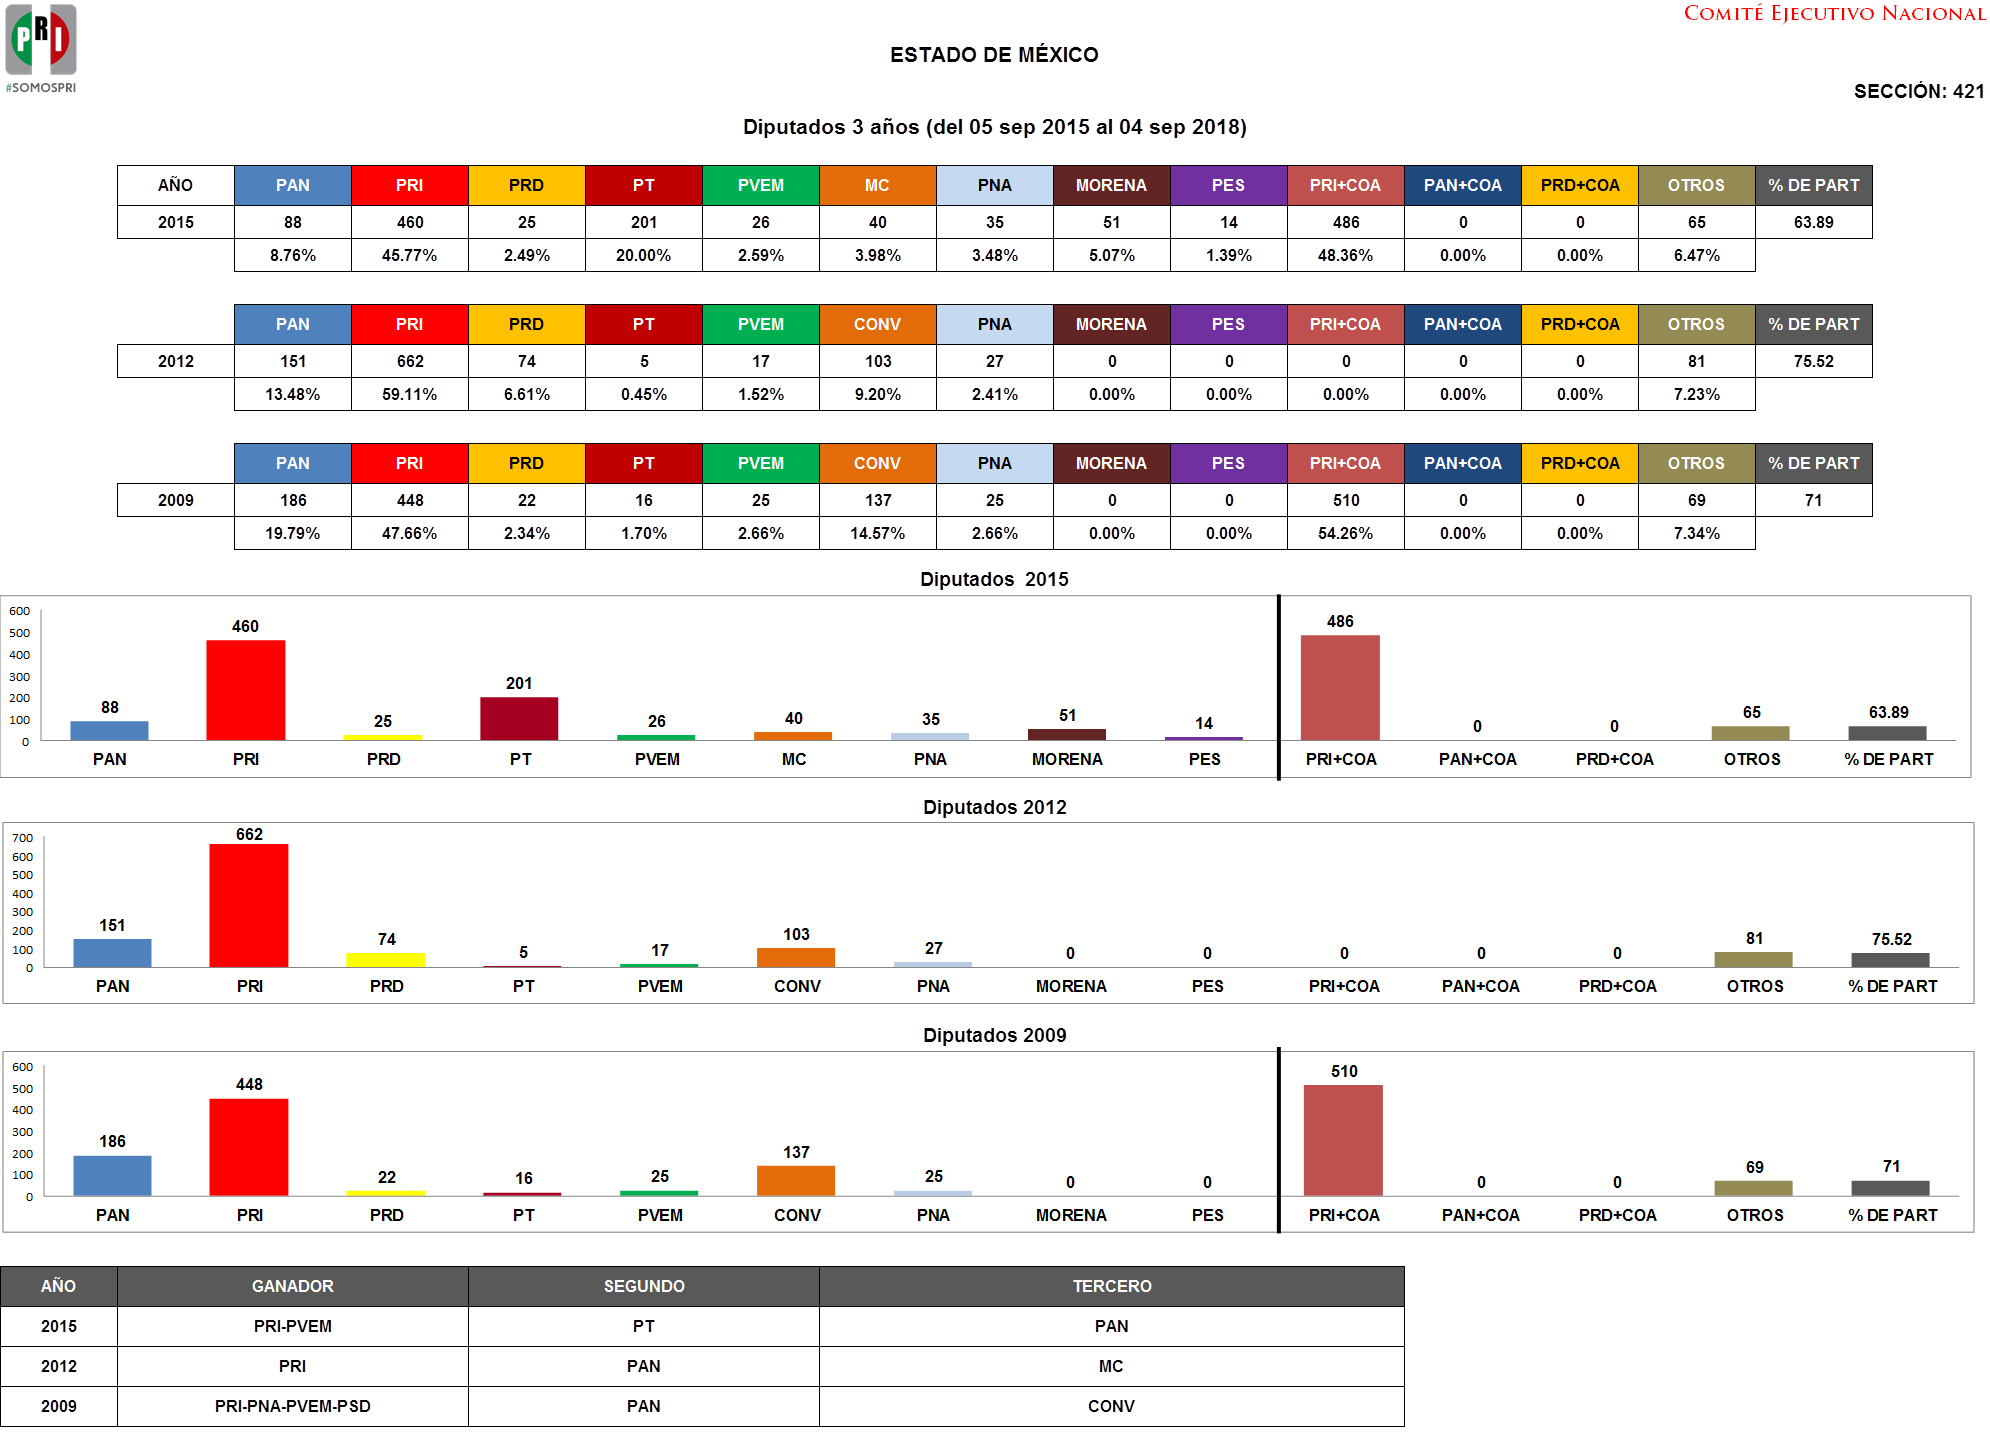 PRI
#SOMOSPRI
COMITÉ EJECUTIVO NACIONAL
ESTADO DE MÉXICO
SECCIÓN: 421
Diputados 3 años (del 05 sep 2015 al 04 sep 2018)
AÑO PAN PRI PRD PT PVEM MC PNA MORENA PES PRI+COA PAN+COA PRD+COA OTROS % DE PART
2015 88 460 25 201 26 40 35 51 14 486 0 0 65 63.89
8.76% 45.77% 2.49% 20.00% 2.59% 3.98% 3.48% 5.07% 1.39% 48.36% 0.00% 0.00% 6.47%
PAN PRI PRD PT PVEM CONV PNA MORENA PES PRI+COA PAN+COA PRD+COA OTROS % DE PART
2012 151 662 74 5 17 103 27 0 0 0 0 0 81 75.52
13.48% 59.11% 6.61% 0.45% 1.52% 9.20% 2.41% 0.00% 0.00% 0.00% 0.00% 0.00% 7.23%
PAN PRI PRD PT PVEM CONV PNA MORENA PES PRI+COA PAN+COA PRD+COA OTROS % DE PART
2009 186 448 22 16 25 137 25 0 0 510 0 0 69 71
19.79% 47.66% 2.34% 1.70% 2.66% 14.57% 2.66% 0.00% 0.00% 54.26% 0.00% 0.00% 7.34%
Diputados 2015
600
500
400
300
200
100
0
88 460 25 201 26 40 35 51 14 486 0 0 65 63.89
PAN PRI PRD PT PVEM MC PNA MORENA PES PRI+COA PAN+COA PRD+COA OTROS % DE PART
Diputados 2012
700
600
500
400
300
200
100
0
151 662 74 5 17 103 27 0 0 0 0 0 81 75.52
PAN PRI PRD PT PVEM CONV PNA MORENA PES PRI+COA PAN+COA PRD+COA OTROS % DE PART
Diputados 2009
600
500
400
300
200
100
0
186 448 22 16 25 137 25 0 0 510 0 0 69 71
PAN PRI PRD PT PVEM CONV PNA MORENA PES PRI+COA PAN+COA PRD+COA OTROS % DE PART
AÑO GANADOR SEGUNDO TERCERO
2015 PRI-PVEM PT PAN
2012 PRI PAN MC
2009 PRI-PNA-PVEM-PSD PAN CONV